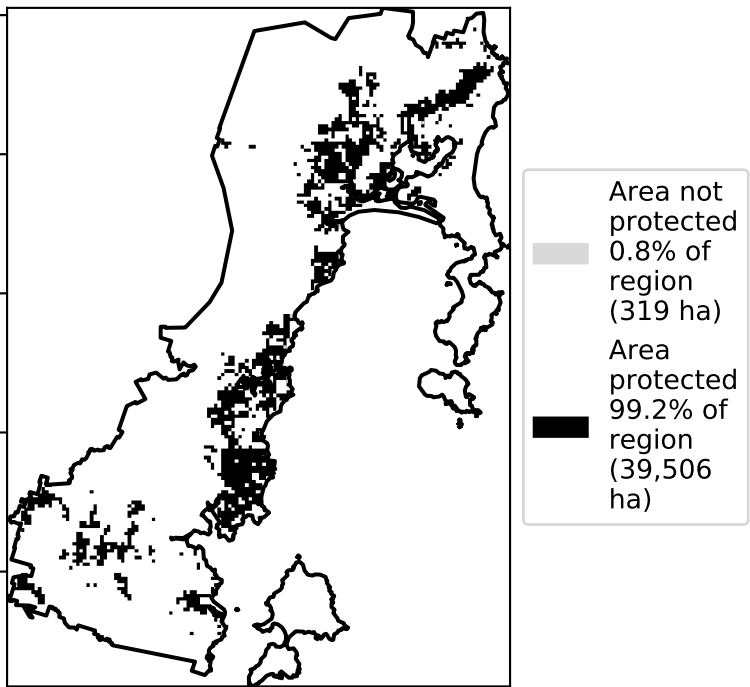 Area not
protected
0.8% of
region
(319 ha)
Area
protected
99.2% of
region
(39,506
ha)